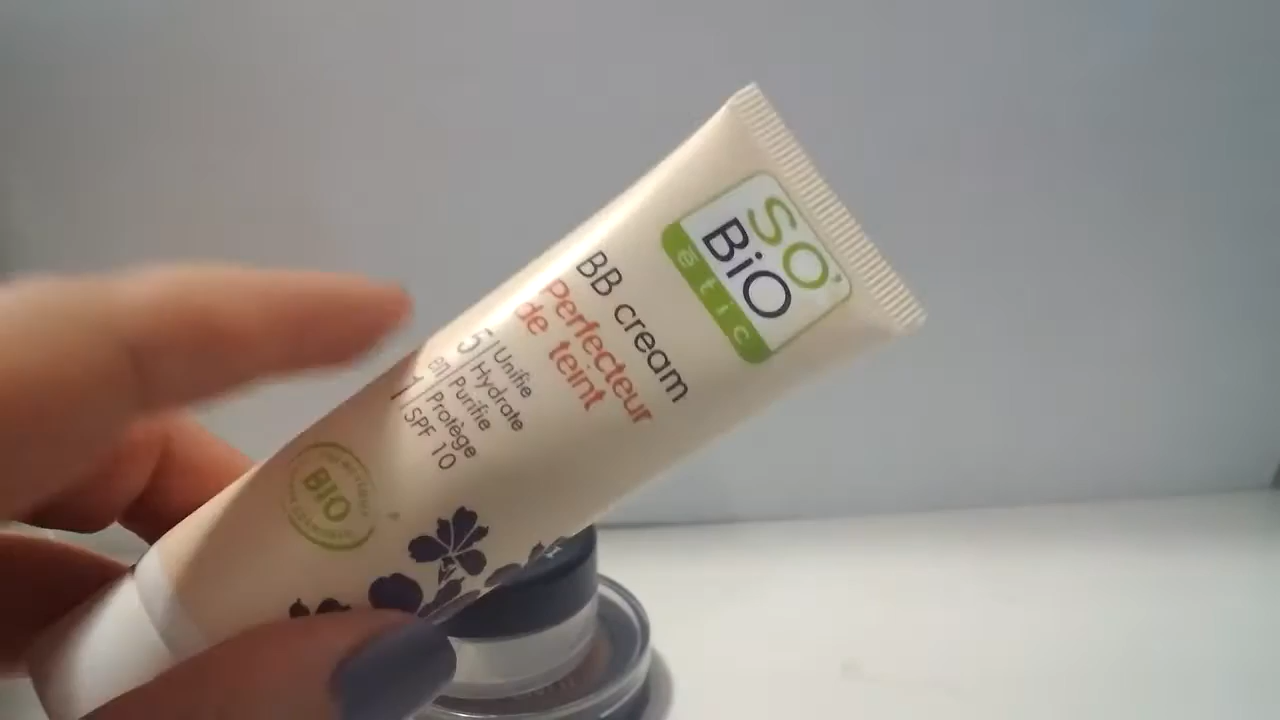 SO'
BiO
étic
BB cream
Perfecteur
de teint
5 en 1
Unifie
Hydrate
Purifie
Protège
SPF 10
BIO